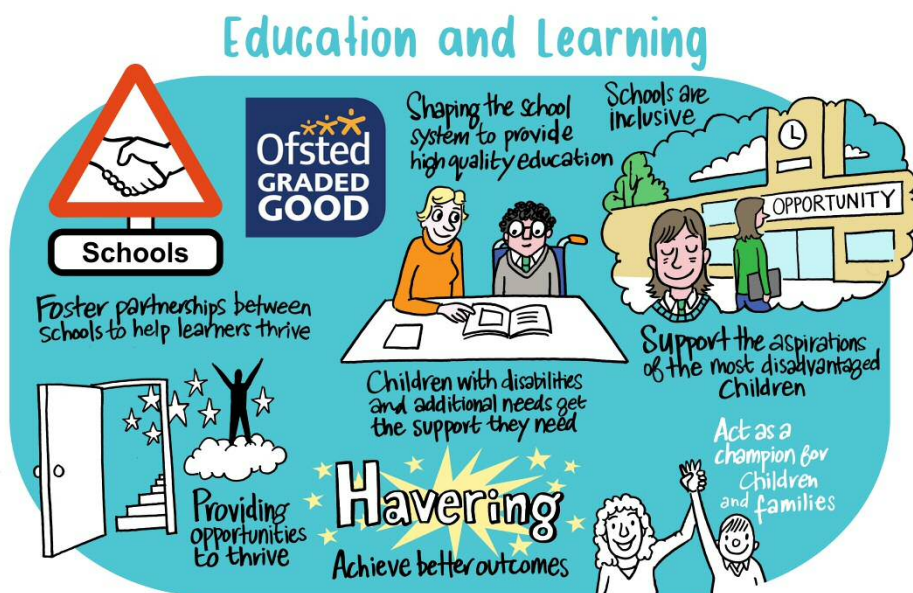 Education and Learning
Schools
Foster partnerships between
schools to help learners thrive
Ofsted
GRADED
GOOD
Shaping the school
system to provide
high quality education
Schools are
inclusive
OPPORTUNITY
Children with disabilities
and additional needs get
the support they need
Support the aspirations
of the most disadvantaged
Children
Providing
opportunities
to thrive
Havering
Achieve better outcomes
Act as a
champion for
Children
and families